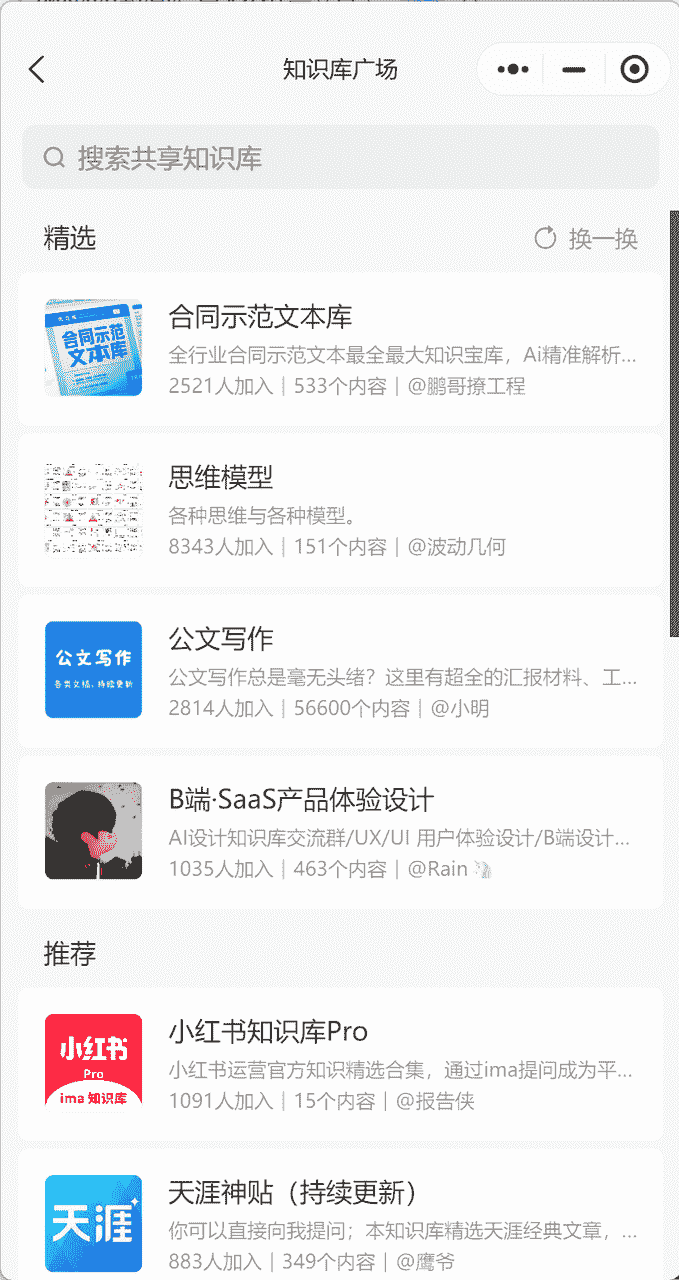 知识库广场
搜索共享知识库
精选
换一换
合同示范
文本库
合同示范文本库
全行业合同示范文本最全最大知识宝库，Ai精准解析...
2521人加入｜533个内容｜@鹏哥撩工程
思维模型
各种思维与各种模型。
8343人加入｜151个内容｜@波动几何
公文写作
各类文稿、持续更新
公文写作
公文写作总是毫无头绪？这里有超全的汇报材料、工...
2814人加入｜56600个内容｜@小明
B端·SaaS产品体验设计
AI设计知识库交流群/UX/UI 用户体验设计/B端设计...
1035人加入｜463个内容｜@Rain
推荐
小红书
Pro
ima 知识库
小红书知识库Pro
小红书运营官方知识精选合集，通过ima提问成为平...
1091人加入｜15个内容｜@报告侠
天涯
天涯神贴（持续更新）
你可以直接向我提问；本知识库精选天涯经典文章，...
883人加入｜349个内容｜@鹰爷